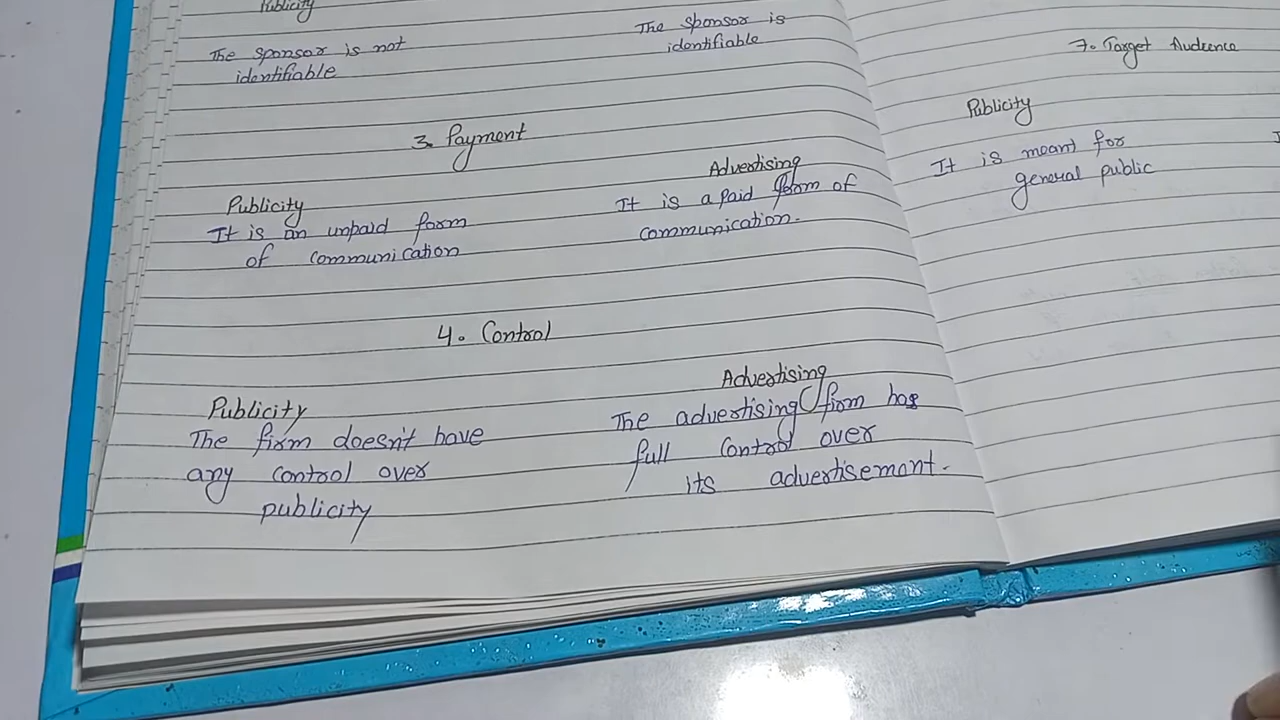 Publicity
The sponsor is not
identifiable
The sponsor is
identifiable
3. Payment
Publicity
It is an unpaid form
of communication
Advertising
It is a paid form of
communication.
4. Control
Publicity
The firm doesn't have
any control over
publicity
Advertising
The advertising firm has
full control over
its advertisement.
7. Target Audience
Publicity
It is meant for
general public